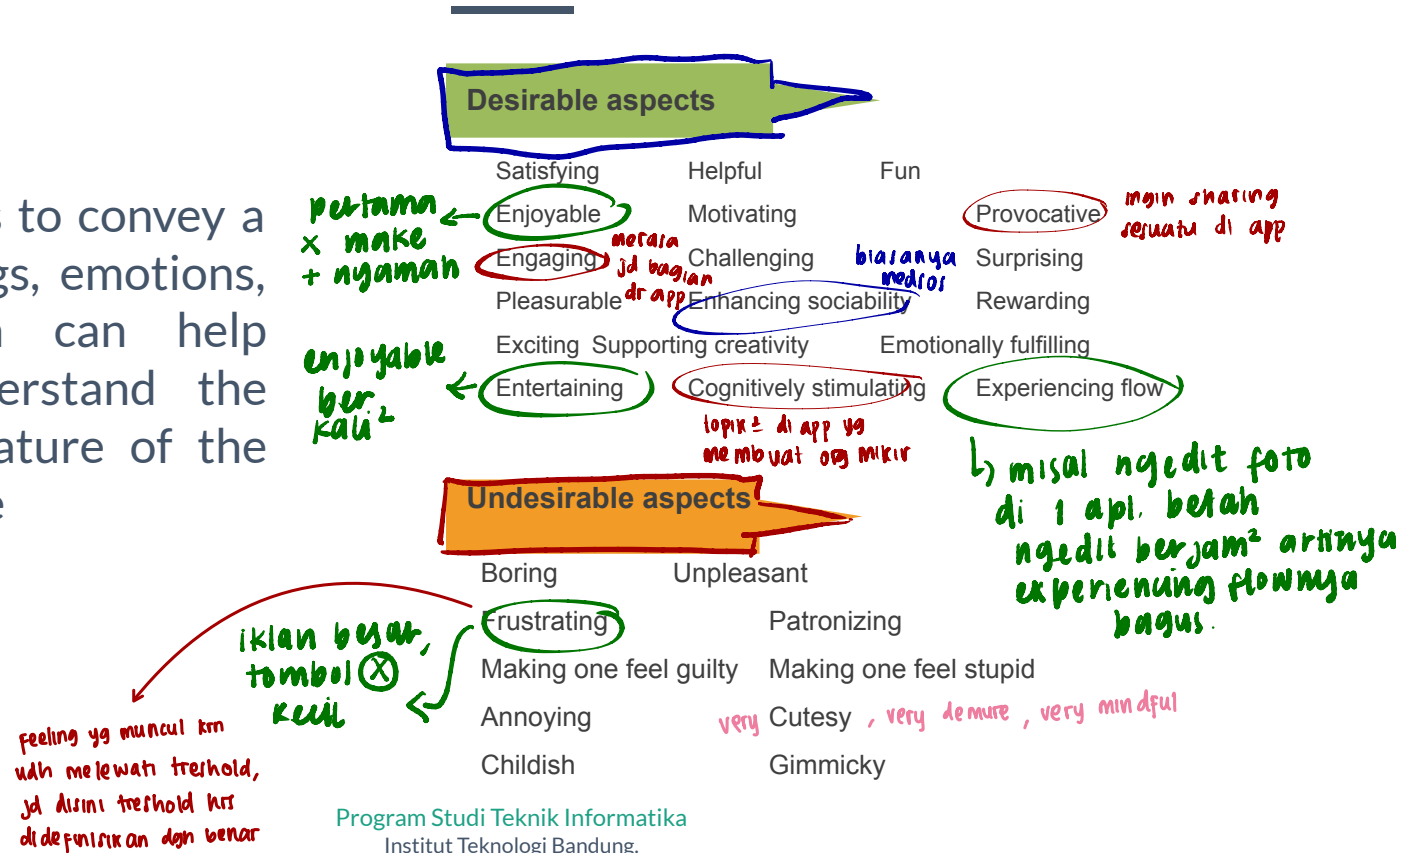 Desirable aspects
Satisfying Helpful Fun
Enjoyable Motivating Provocative
Engaging Challenging Surprising
Pleasurable Enhancing sociability Rewarding
Exciting Supporting creativity Emotionally fulfilling
Entertaining Cognitively stimulating Experiencing flow
pertama
x make
+ nyaman
merasa
jd bagian
dr app
biasanya
medsos
ingin sharing
sesuatu di app
enjoyable
ber
kali²
topik² di app yg
membuat org mikir
↳ misal ngedit foto
di 1 apl. betah
ngedit berjam² artinya
experiencing flownya
bagus.
s to convey a
gs, emotions,
can help
erstand the
ature of the
e
Undesirable aspects
Boring Unpleasant
Frustrating Patronizing
Making one feel guilty Making one feel stupid
Annoying very Cutesy , very demure , very mindful
Childish Gimmicky
iklan besar,
tombol ⓧ
kecil
feeling yg muncul krn
udh melewati treshold,
jd disini treshold hrs
didefinisikan dgn benar
Program Studi Teknik Informatika
Institut Teknologi Bandung.